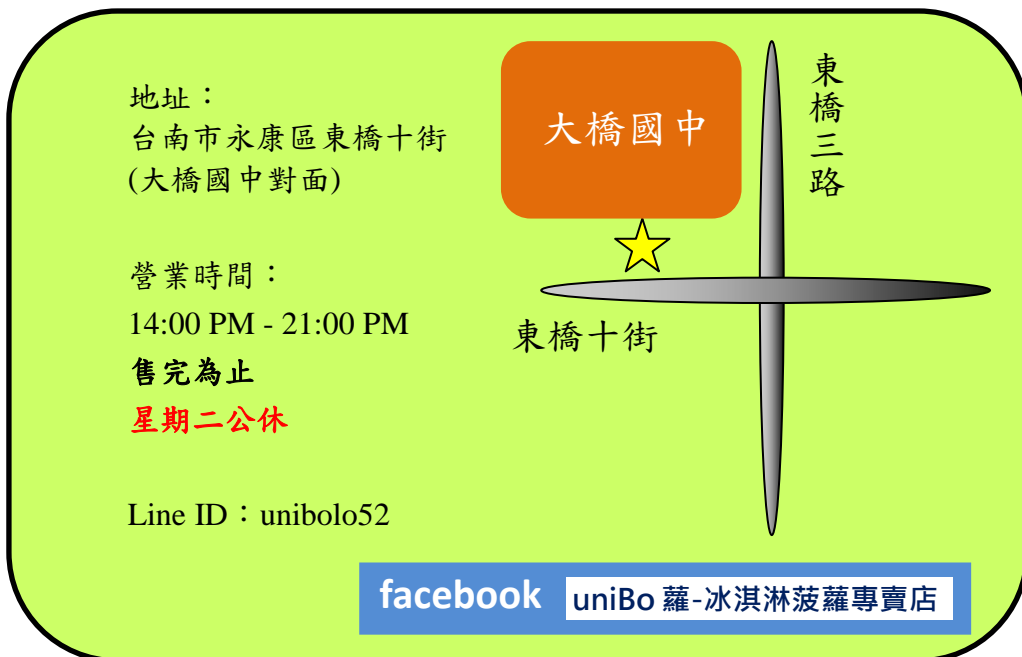 地址：
台南市永康區東橋十街
(大橋國中對面)
營業時間：
14:00 PM - 21:00 PM
售完為止
星期二公休
Line ID：unibolo52
大橋國中
東橋三路
東橋十街
facebook uniBo 蘿-冰淇淋菠蘿專賣店